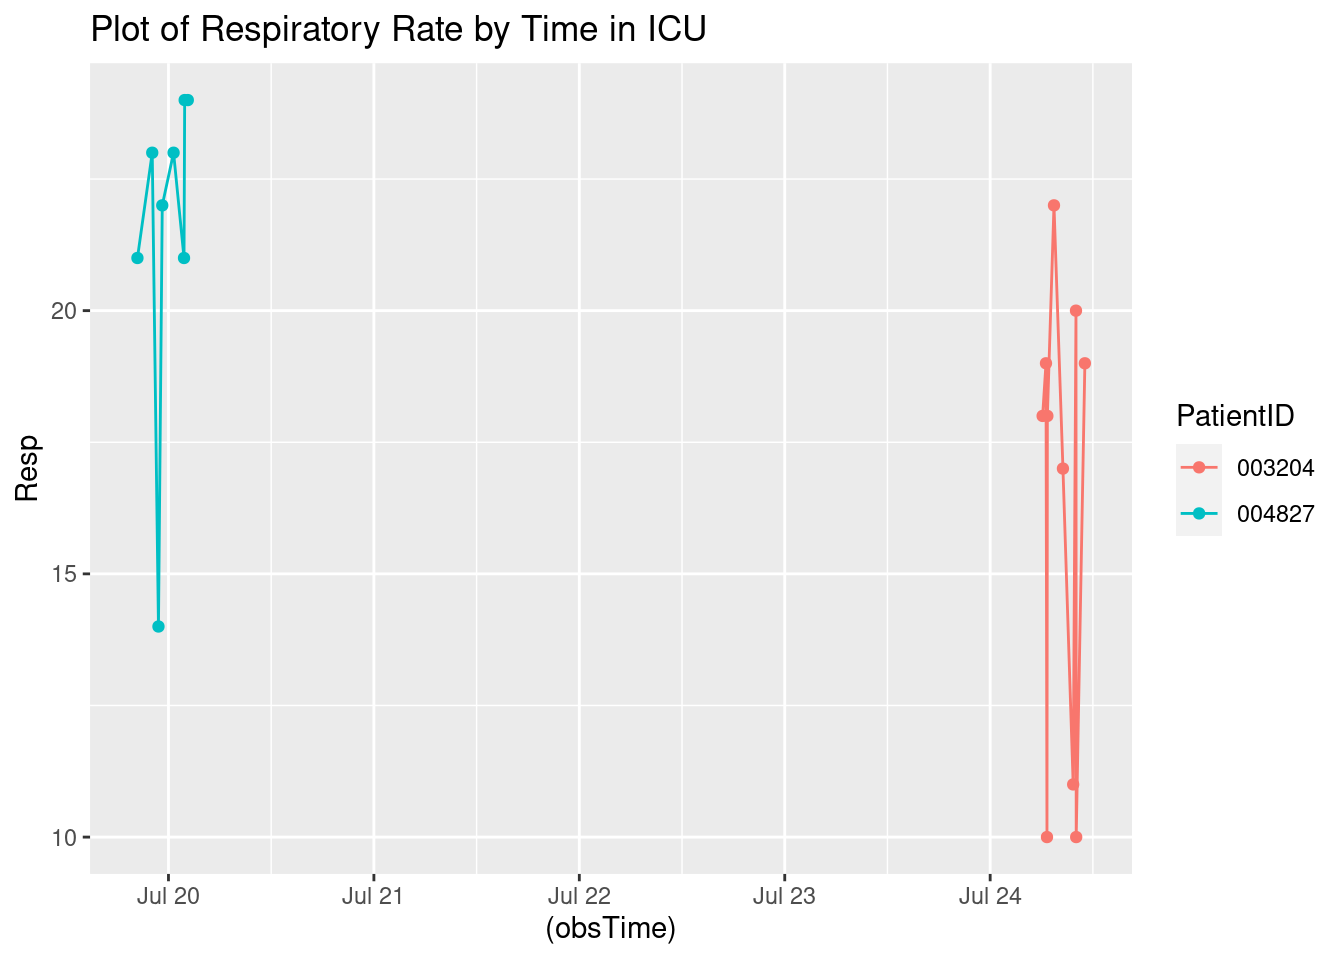 Plot of Respiratory Rate by Time in ICU
Resp
20
15
10
Jul 20 Jul 21 Jul 22 Jul 23 Jul 24
(obsTime)
PatientID
003204
004827